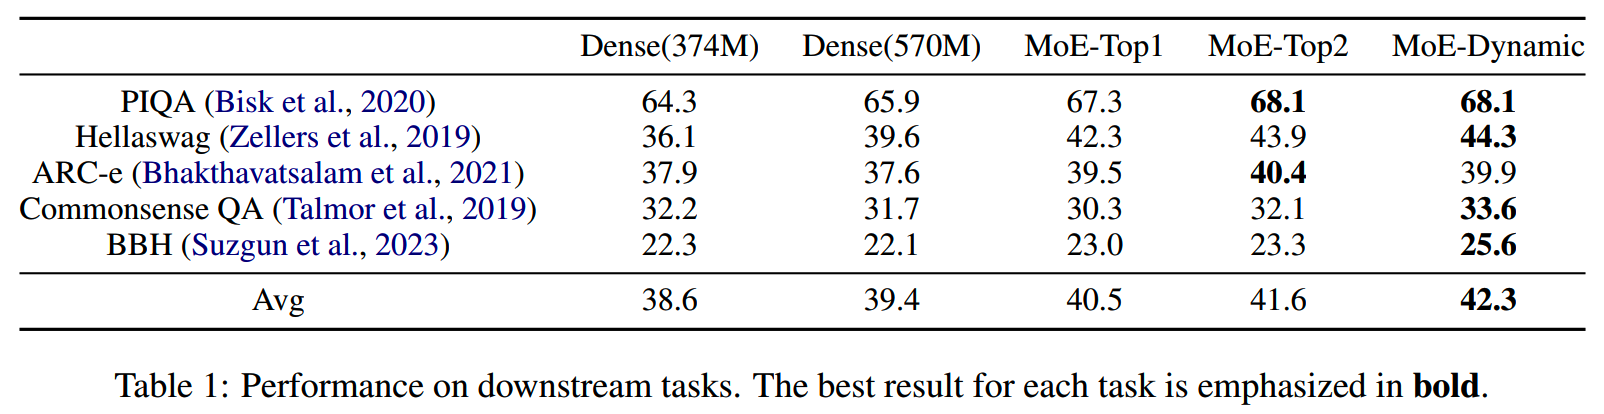 Dense(374M) Dense(570M) MoE-Top1 MoE-Top2 MoE-Dynamic
PIQA (Bisk et al., 2020) 64.3 65.9 67.3 68.1 68.1
Hellaswag (Zellers et al., 2019) 36.1 39.6 42.3 43.9 44.3
ARC-e (Bhakthavatsalam et al., 2021) 37.9 37.6 39.5 40.4 39.9
Commonsense QA (Talmor et al., 2019) 32.2 31.7 30.3 32.1 33.6
BBH (Suzgun et al., 2023) 22.3 22.1 23.0 23.3 25.6
Avg 38.6 39.4 40.5 41.6 42.3
Table 1: Performance on downstream tasks. The best result for each task is emphasized in bold.